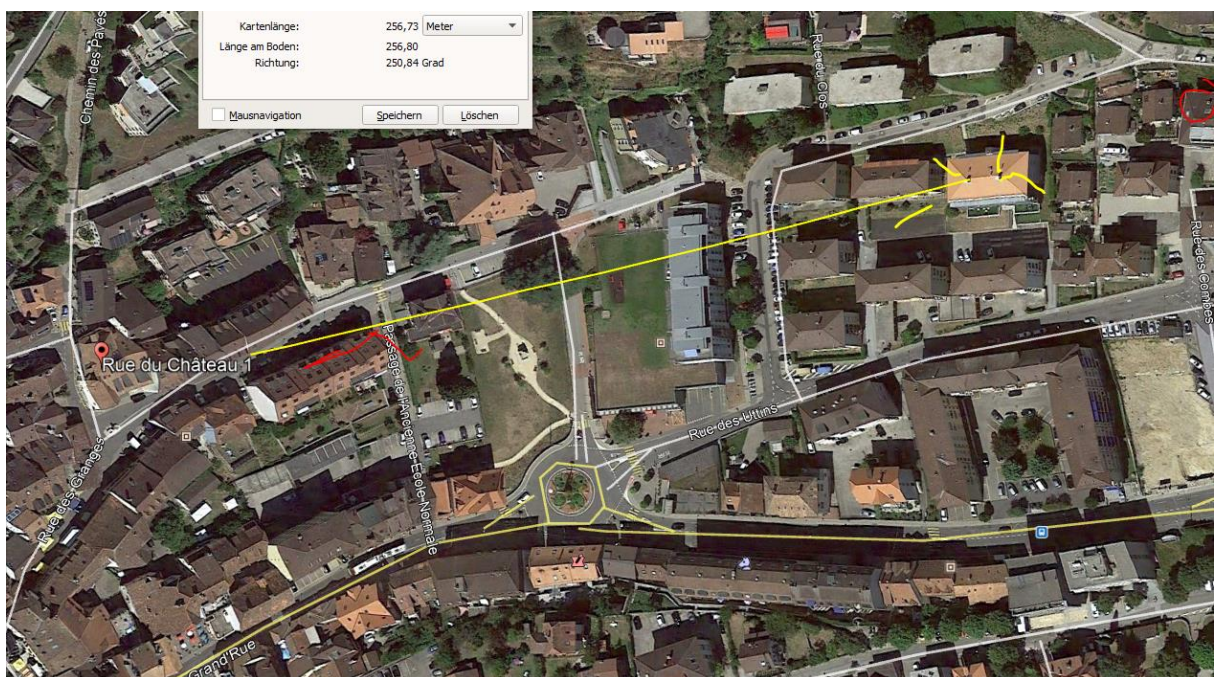 Kartenlänge: 256,73 Meter
Länge am Boden: 256,80
Richtung: 250,84 Grad
Mausnavigation Speichern Löschen
Chemin des Pavés
Rue du Clos
Rue des Combes
Rue du Château 1
Passage de l'Ancienne Ecole Normale
Rue des Uttins
Rue des Granges
Grand'Rue